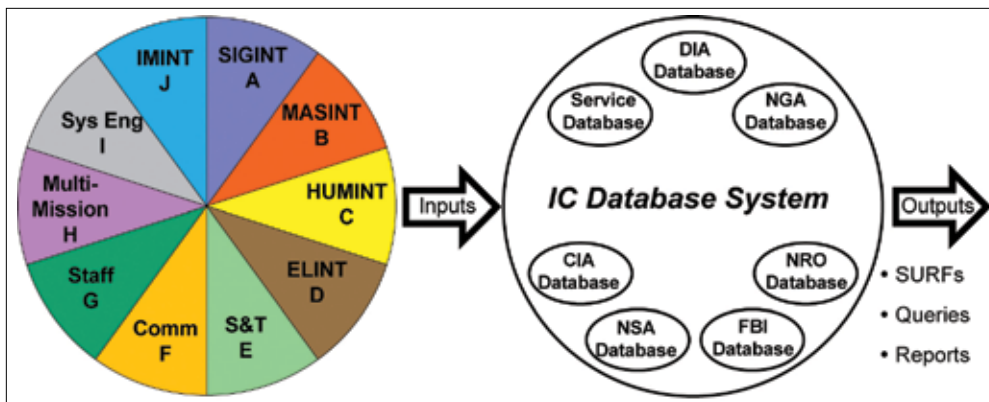 IMINT
J
SIGINT
A
MASINT
B
HUMINT
C
ELINT
D
S&T
E
Comm
F
Staff
G
Multi-
Mission
H
Sys Eng
I
Inputs
DIA
Database
Service
Database
NGA
Database
IC Database System
CIA
Database
NRO
Database
NSA
Database
FBI
Database
Outputs
• SURFs
• Queries
• Reports